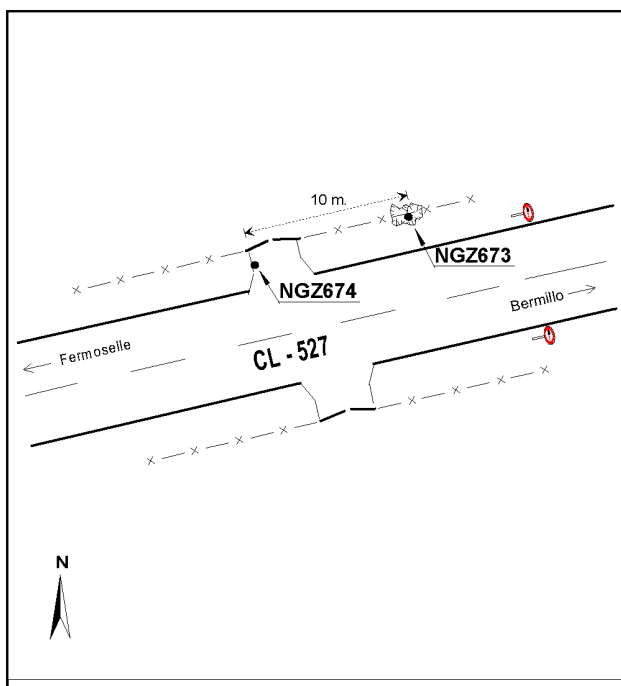 10 m.
NGZ673
NGZ674
Bermillo
Fermoselle
CL - 527
N